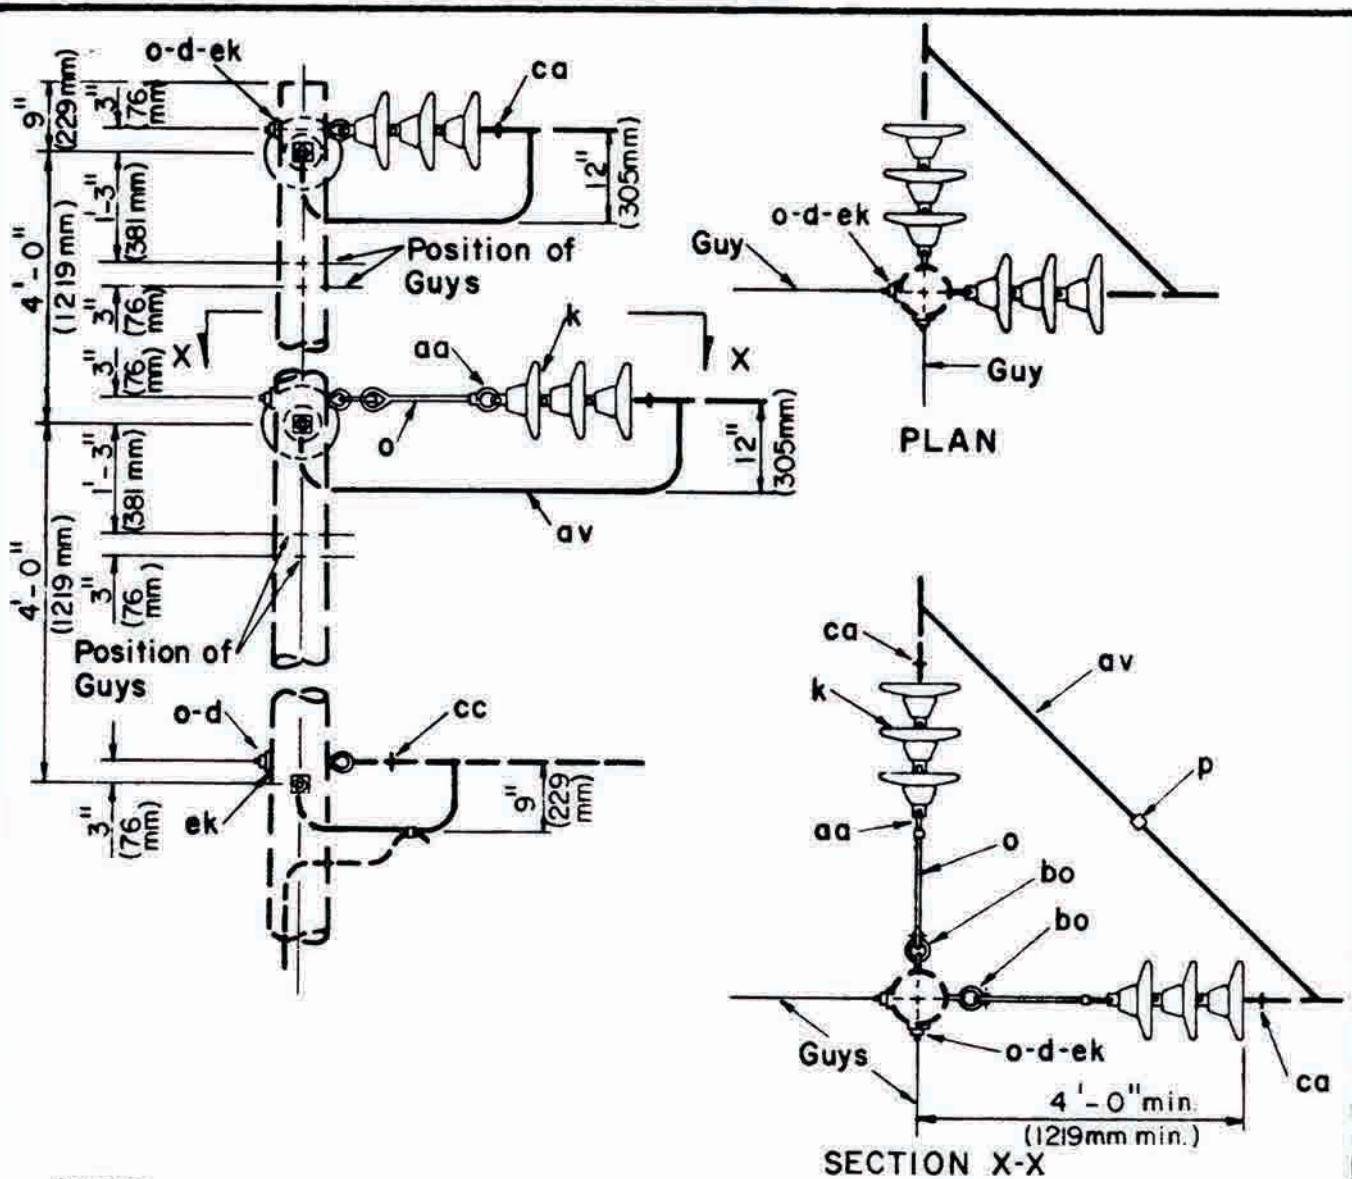 o-d-ek
ca
9"
(229 mm)
3"
(76 mm)
12"
(305mm)
1'-3"
(381 mm)
4'-0"
(1219 mm)
Position of
Guys
3"
(76 mm)
3"
(76 mm)
X
X
k
aa
o
12"
(305mm)
1'-3"
(381 mm)
av
4'-0"
(1219 mm)
3"
(76 mm)
Position of
Guys
o-d
cc
ek
9"
(229 mm)
3"
(76 mm)
o-d-ek
Guy
Guy
PLAN
ca
av
k
p
aa
o
bo
bo
Guys
o-d-ek
ca
4'-0" min.
(1219mm min.)
SECTION X-X